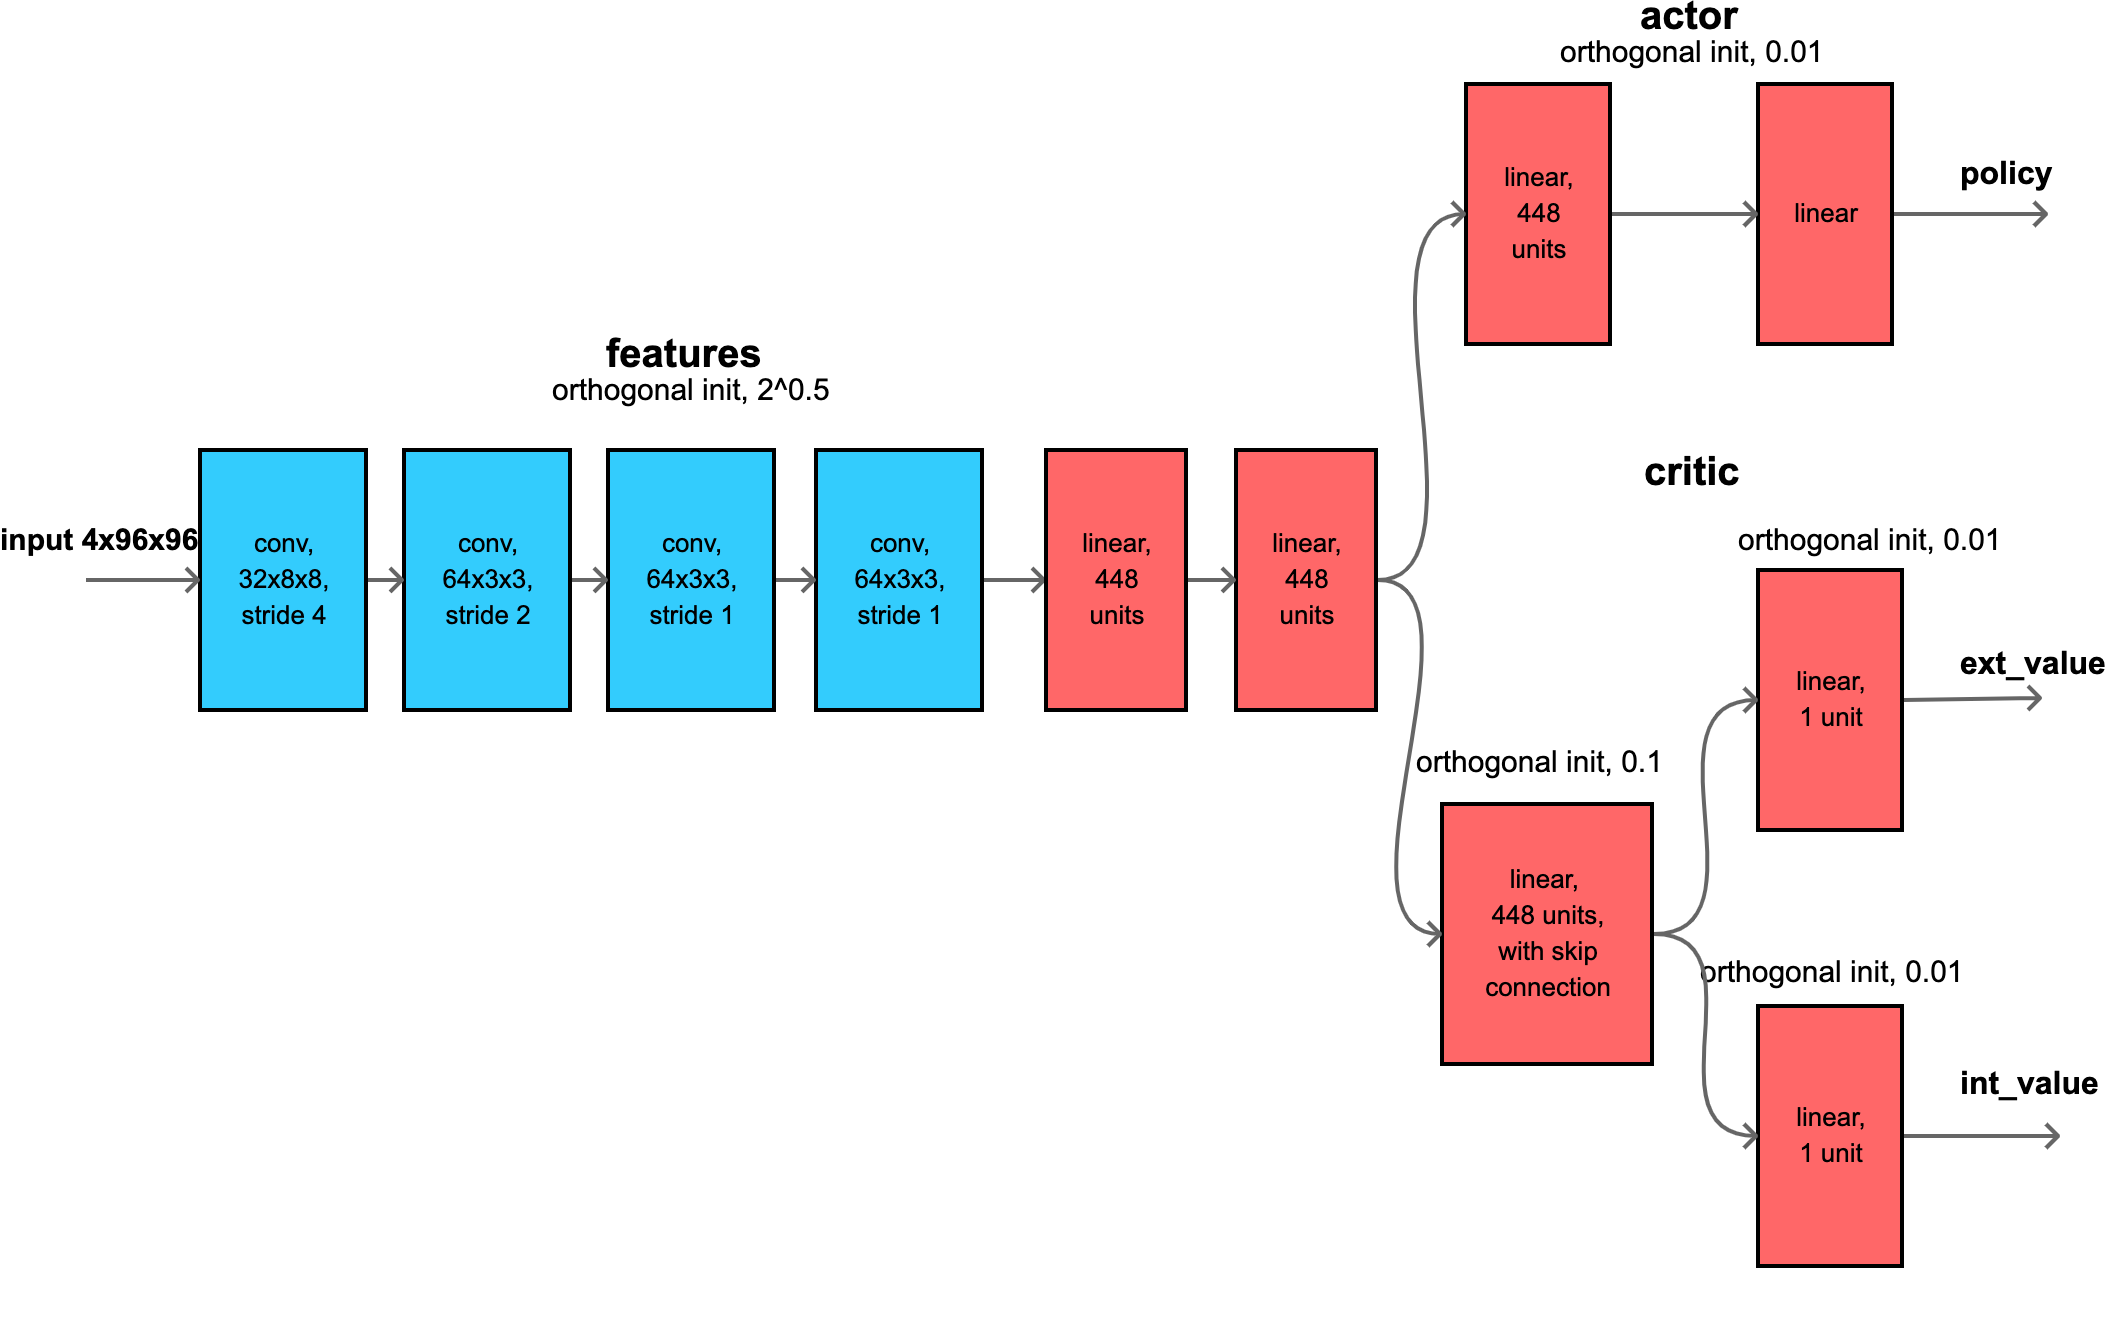 actor
orthogonal init, 0.01
linear,
448
units
linear
policy
features
orthogonal init, 2^0.5
input 4x96x96
conv,
32x8x8,
stride 4
conv,
64x3x3,
stride 2
conv,
64x3x3,
stride 1
conv,
64x3x3,
stride 1
linear,
448
units
linear,
448
units
critic
orthogonal init, 0.1
linear,
448 units,
with skip
connection
orthogonal init, 0.01
linear,
1 unit
ext_value
orthogonal init, 0.01
linear,
1 unit
int_value